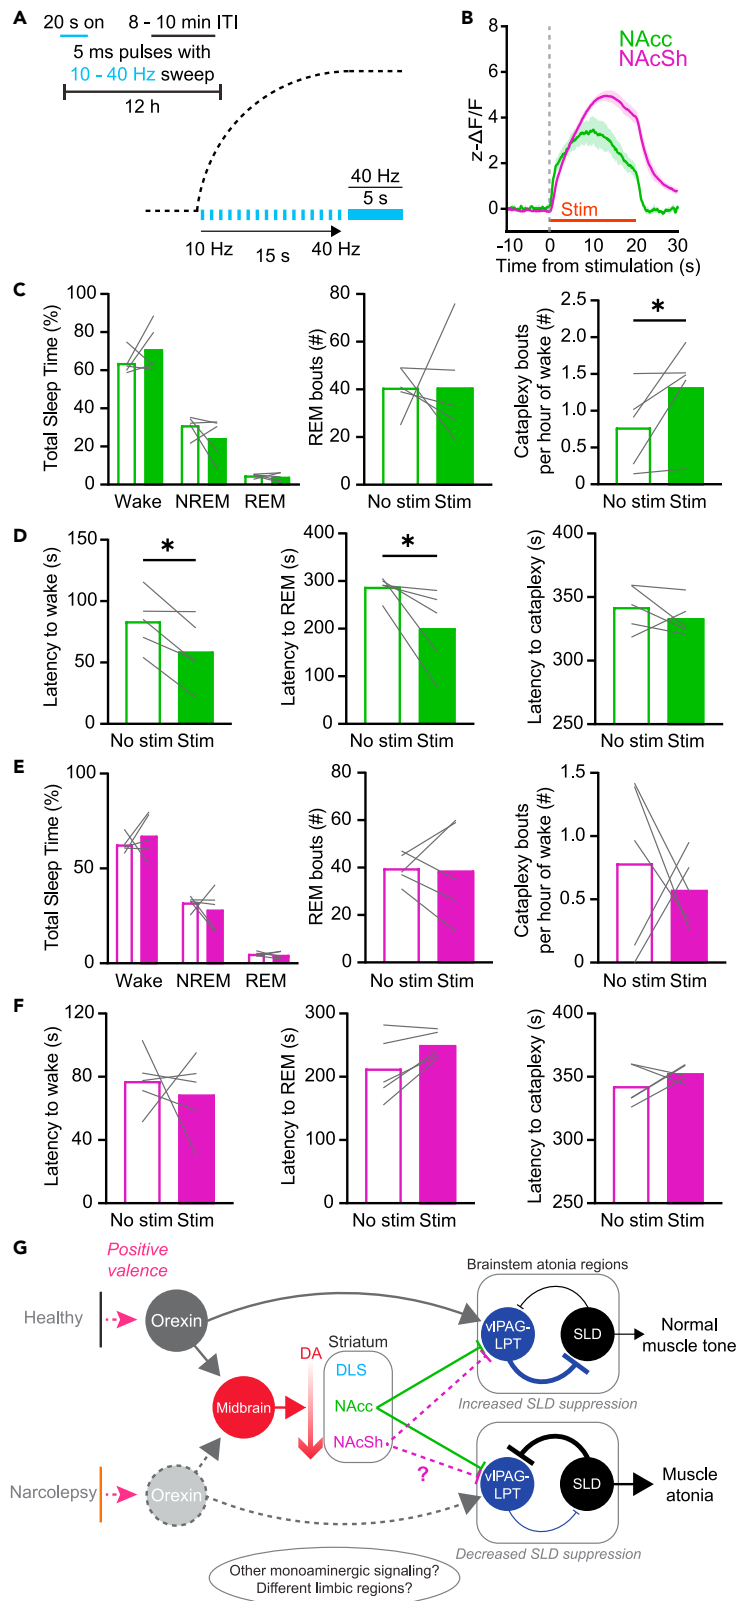 A
20 s on
8 - 10 min ITI
5 ms pulses with
10 - 40 Hz sweep
12 h
40 Hz
5 s
10 Hz
15 s
40 Hz
B
NAcc
NAcSh
z-ΔF/F
8
6
4
2
0
Stim
-10 0 10 20 30
Time from stimulation (s)
C
Total Sleep Time (%)
100
80
60
40
20
0
Wake NREM REM
REM bouts (#)
80
60
40
20
0
No stim Stim
Cataplexy bouts
per hour of wake (#)
2.5
2.0
1.5
1.0
0.5
0
*
No stim Stim
D
Latency to wake (s)
150
100
50
0
*
No stim Stim
Latency to REM (s)
400
300
200
100
0
*
No stim Stim
Latency to cataplexy (s)
400
350
300
250
No stim Stim
E
Total Sleep Time (%)
100
50
0
Wake NREM REM
REM bouts (#)
80
60
40
20
0
No stim Stim
Cataplexy bouts
per hour of wake (#)
1.5
1.0
0.5
0
No stim Stim
F
Latency to wake (s)
120
80
40
0
No stim Stim
Latency to REM (s)
300
200
100
0
No stim Stim
Latency to cataplexy (s)
400
350
300
250
No stim Stim
G
Positive
valence
Healthy
Orexin
Midbrain
DA
Striatum
DLS
NAcc
NAcSh
?
Brainstem atonia regions
vlPAG-
LPT
SLD
Normal
muscle tone
Increased SLD suppression
Narcolepsy
Orexin
vlPAG-
LPT
SLD
Muscle
atonia
Decreased SLD suppression
Other monoaminergic signaling?
Different limbic regions?